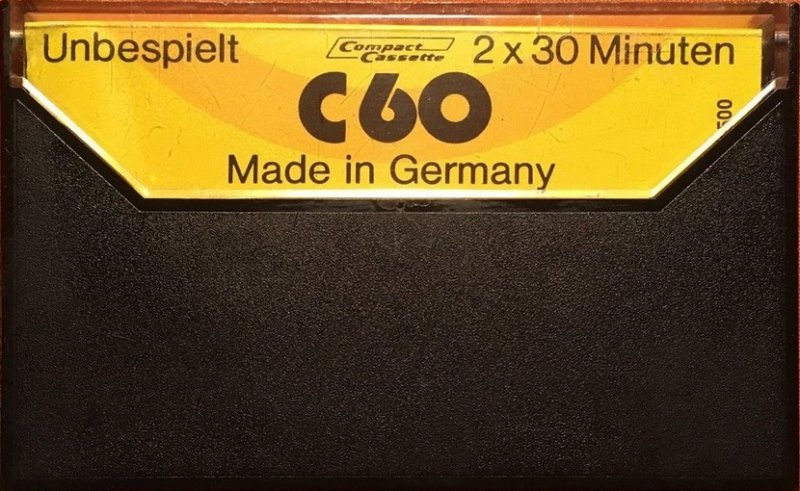 Unbespielt Compact Cassette 2 x 30 Minuten
C60
Made in Germany